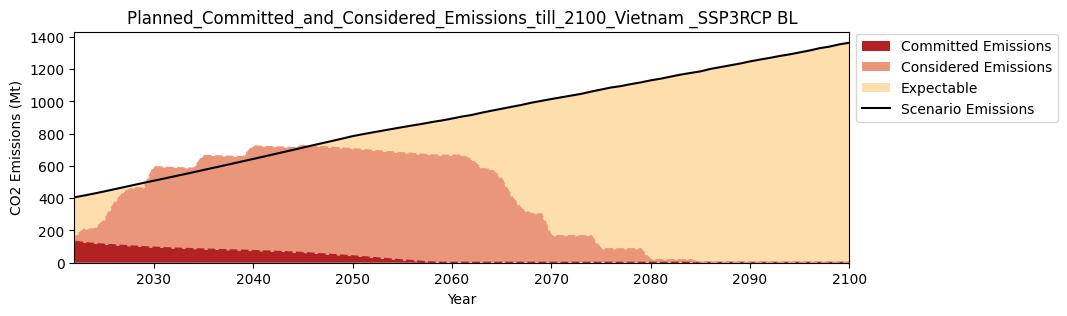 Planned_Committed_and_Considered_Emissions_till_2100_Vietnam _SSP3RCP BL
1400
1200
1000
800
600
400
200
0
CO2 Emissions (Mt)
2030 2040 2050 2060 2070 2080 2090 2100
Year
Committed Emissions
Considered Emissions
Expectable
Scenario Emissions